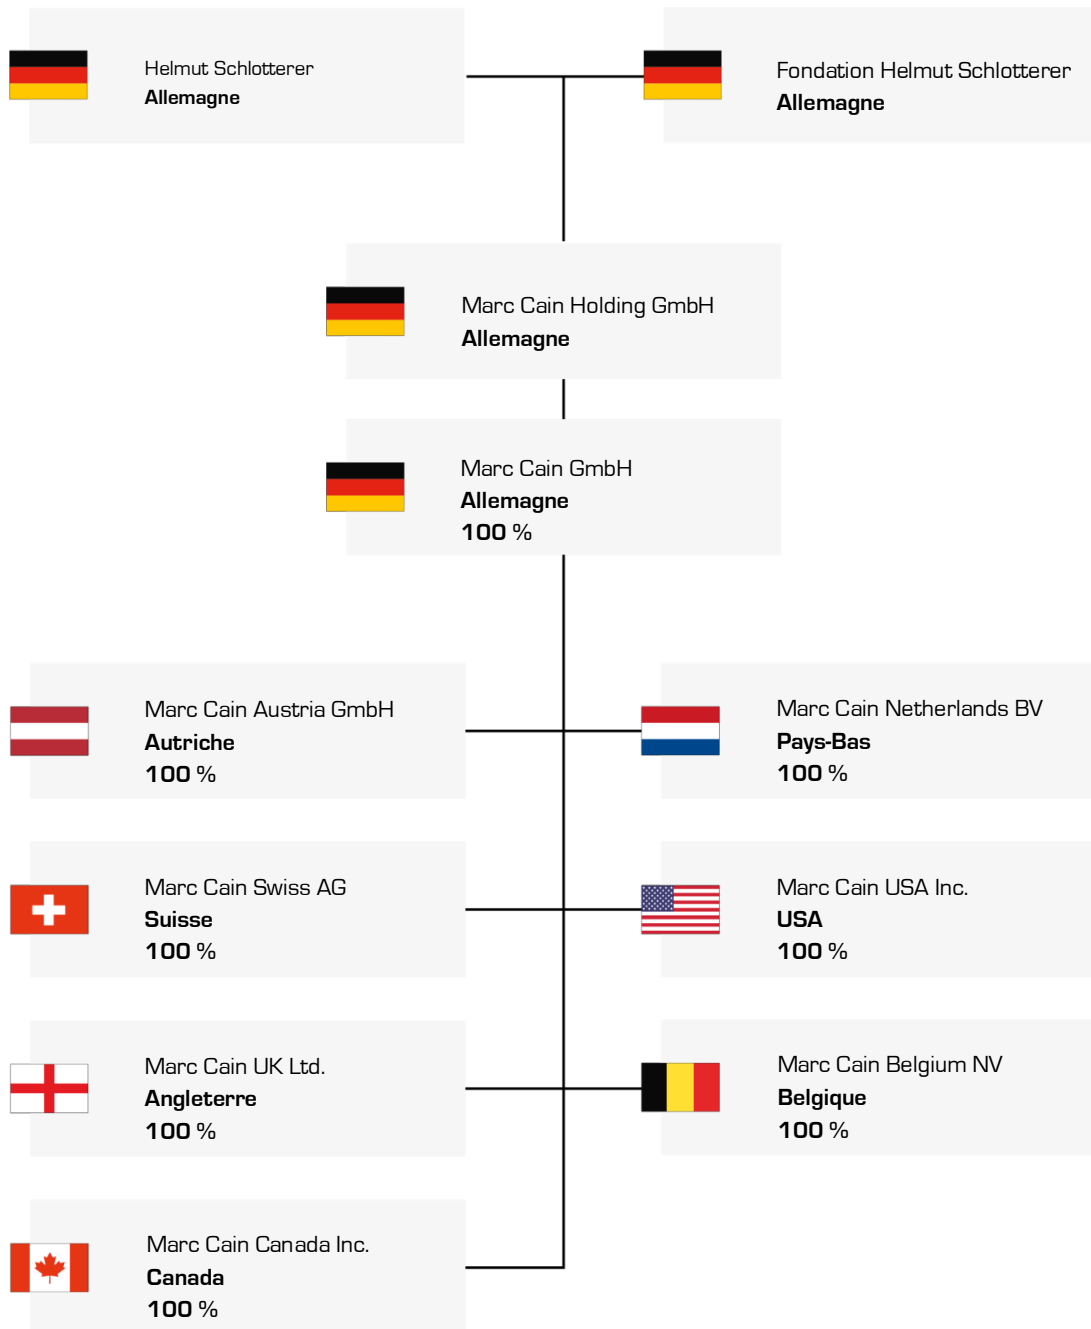 Helmut Schlotterer
Allemagne
Fondation Helmut Schlotterer
Allemagne
Marc Cain Holding GmbH
Allemagne
Marc Cain GmbH
Allemagne
100 %
Marc Cain Austria GmbH
Autriche
100 %
Marc Cain Netherlands BV
Pays-Bas
100 %
Marc Cain Swiss AG
Suisse
100 %
Marc Cain USA Inc.
USA
100 %
Marc Cain UK Ltd.
Angleterre
100 %
Marc Cain Belgium NV
Belgique
100 %
Marc Cain Canada Inc.
Canada
100 %